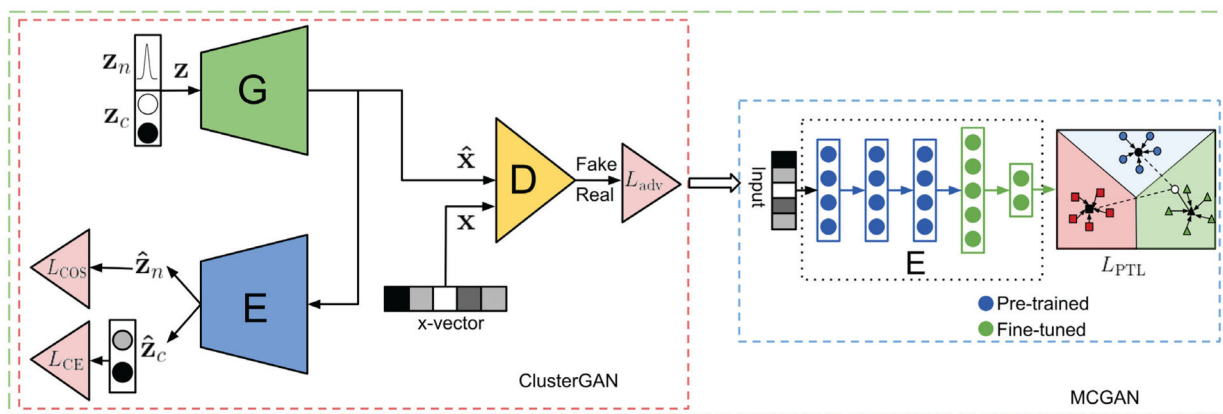 z_n
z
z_c
G
x̂
x
D
Fake
Real
L_adv
x-vector
L_COS
ẑ_n
E
L_CE
ẑ_c
ClusterGAN
Input
E
L_PTL
Pre-trained
Fine-tuned
MCGAN